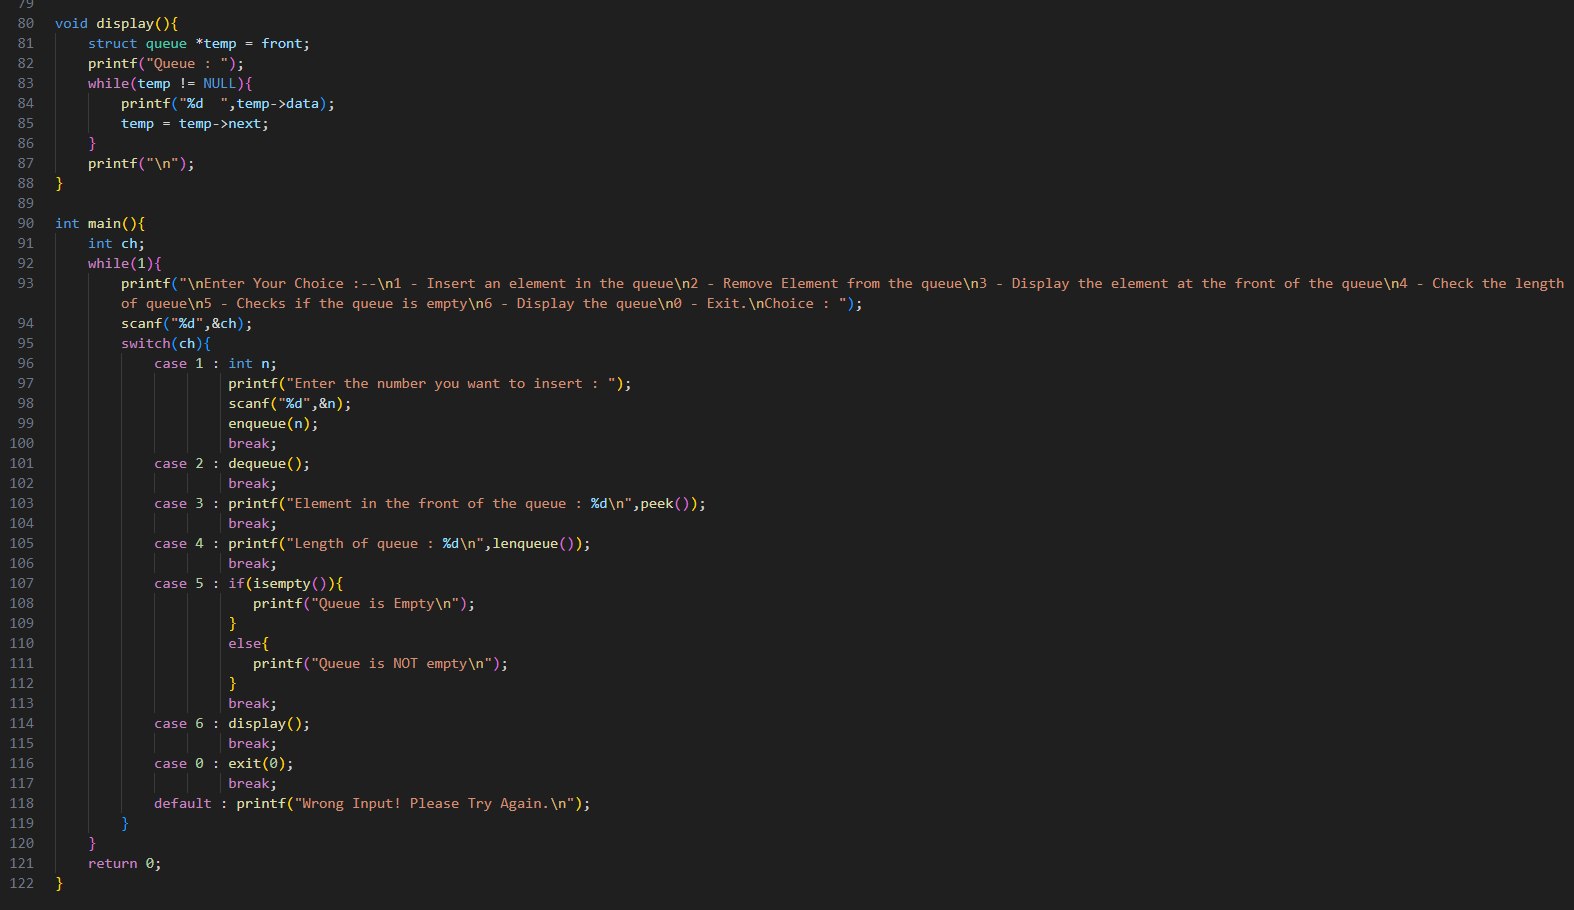 79
80 void display(){
81 struct queue *temp = front;
82 printf("Queue : ");
83 while(temp != NULL){
84 printf("%d  ",temp->data);
85 temp = temp->next;
86 }
87 printf("\n");
88 }
89
90 int main(){
91 int ch;
92 while(1){
93 printf("\nEnter Your Choice :--\n1 - Insert an element in the queue\n2 - Remove Element from the queue\n3 - Display the element at the front of the queue\n4 - Check the length
of queue\n5 - Checks if the queue is empty\n6 - Display the queue\n0 - Exit.\nChoice : ");
94 scanf("%d",&ch);
95 switch(ch){
96 case 1 : int n;
97 printf("Enter the number you want to insert : ");
98 scanf("%d",&n);
99 enqueue(n);
100 break;
101 case 2 : dequeue();
102 break;
103 case 3 : printf("Element in the front of the queue : %d\n",peek());
104 break;
105 case 4 : printf("Length of queue : %d\n",lenqueue());
106 break;
107 case 5 : if(isempty()){
108 printf("Queue is Empty\n");
109 }
110 else{
111 printf("Queue is NOT empty\n");
112 }
113 break;
114 case 6 : display();
115 break;
116 case 0 : exit(0);
117 break;
118 default : printf("Wrong Input! Please Try Again.\n");
119 }
120 }
121 return 0;
122 }